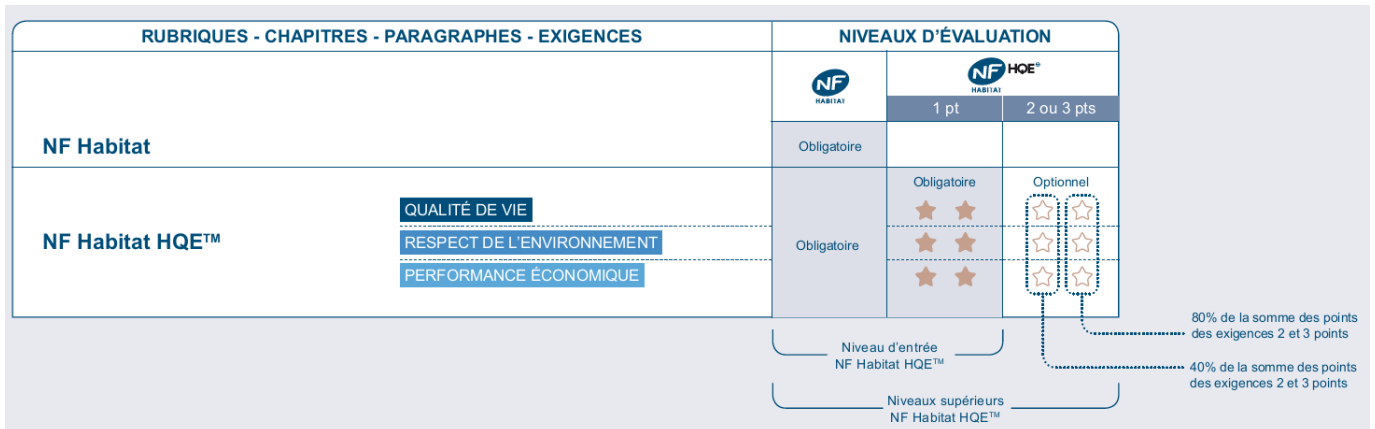 RUBRIQUES - CHAPITRES - PARAGRAPHES - EXIGENCES
NIVEAUX D'ÉVALUATION
NF
HABITAT
NF HQE®
HABITAT
1 pt
2 ou 3 pts
NF Habitat
Obligatoire
NF Habitat HQE™
QUALITÉ DE VIE
RESPECT DE L'ENVIRONNEMENT
PERFORMANCE ÉCONOMIQUE
Obligatoire
Obligatoire
Optionnel
80% de la somme des points
des exigences 2 et 3 points
40% de la somme des points
des exigences 2 et 3 points
Niveau d'entrée
NF Habitat HQE™
Niveaux supérieurs
NF Habitat HQE™